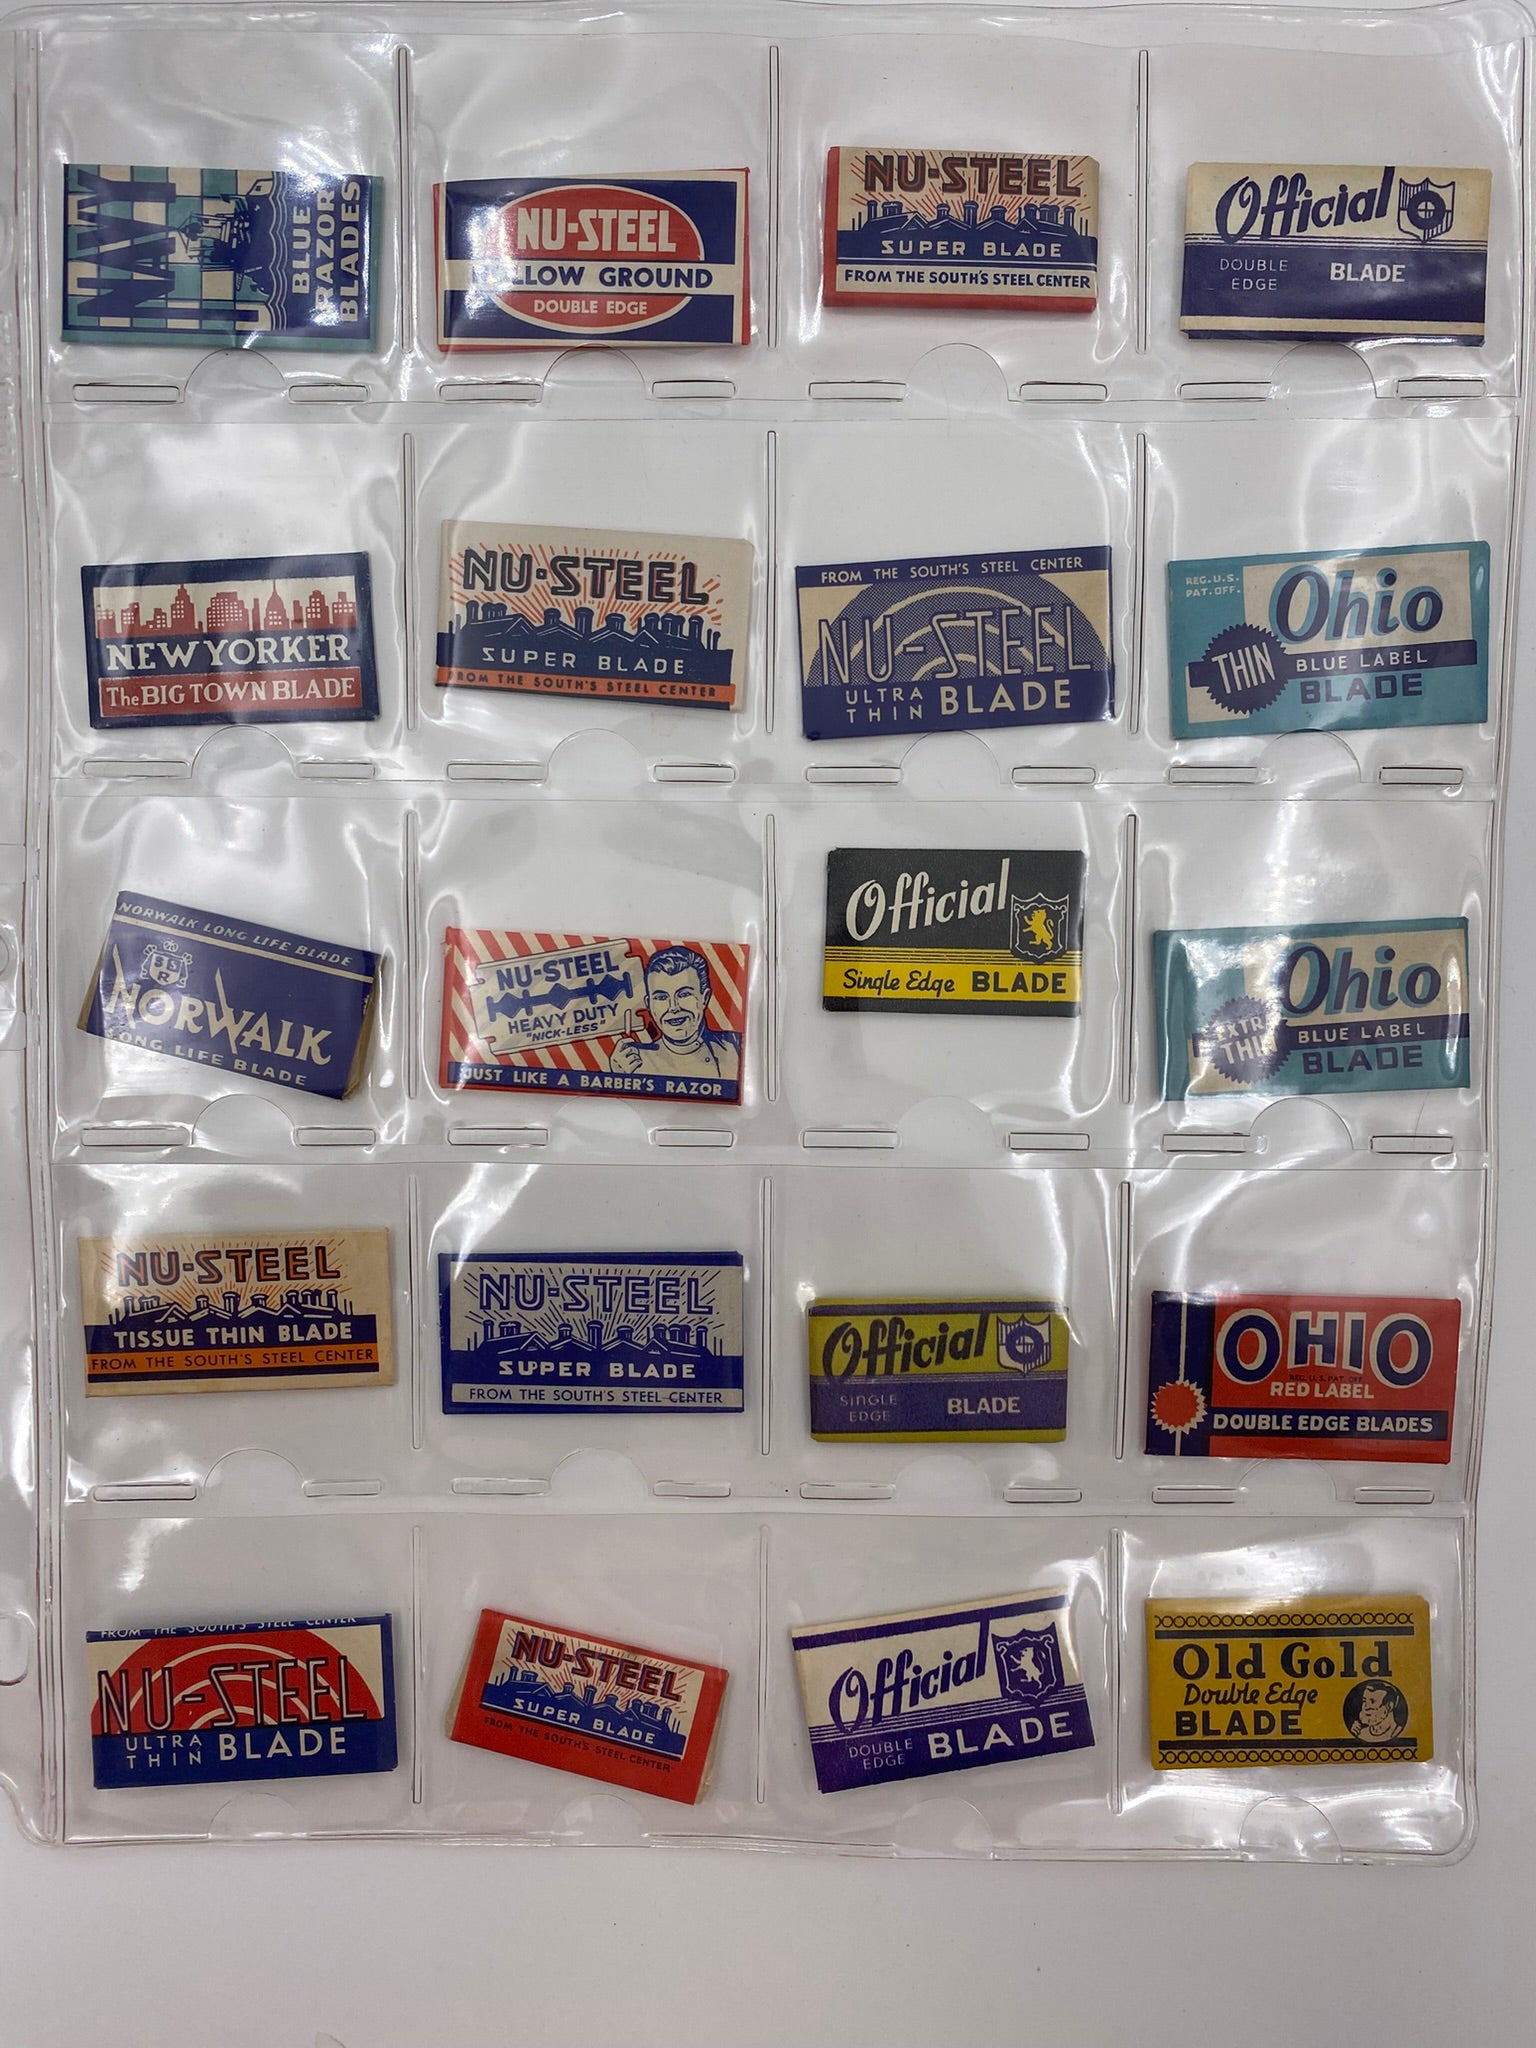 NAVY
BLUE
RAZOR
BLADES
NU-STEEL
LLOW GROUND
DOUBLE EDGE
NU-STEEL
SUPER BLADE
FROM THE SOUTH'S STEEL CENTER
Official
DOUBLE
EDGE
BLADE
NEW YORKER
The BIG TOWN BLADE
NU-STEEL
SUPER BLADE
FROM THE SOUTH'S STEEL CENTER
FROM THE SOUTH'S STEEL CENTER
NU-STEEL
ULTRA
THIN
BLADE
REG. U.S.
PAT. OFF.
Ohio
THIN
BLUE LABEL
BLADE
NORWALK LONG LIFE BLADE
SSR
NORWALK
LONG LIFE BLADE
NU-STEEL
HEAVY DUTY
"NICK-LESS"
JUST LIKE A BARBER'S RAZOR
Official
Single Edge BLADE
Ohio
EXTRA
THIN
BLUE LABEL
BLADE
NU-STEEL
TISSUE THIN BLADE
FROM THE SOUTH'S STEEL CENTER
NU-STEEL
SUPER BLADE
FROM THE SOUTH'S STEEL CENTER
Official
SINGLE
EDGE
BLADE
OHIO
REG. U.S. PAT. OFF.
RED LABEL
DOUBLE EDGE BLADES
FROM THE SOUTH'S STEEL CENTER
NU-STEEL
ULTRA
THIN
BLADE
NU-STEEL
SUPER BLADE
FROM THE SOUTH'S STEEL CENTER
Official
DOUBLE
EDGE
BLADE
Old Gold
Double Edge
BLADE